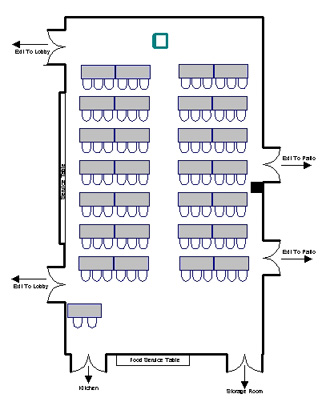 Exit To Lobby
Exit To Patio
Service Table
Exit To Patio
Exit To Lobby
Food Service Table
Kitchen
Storage Room